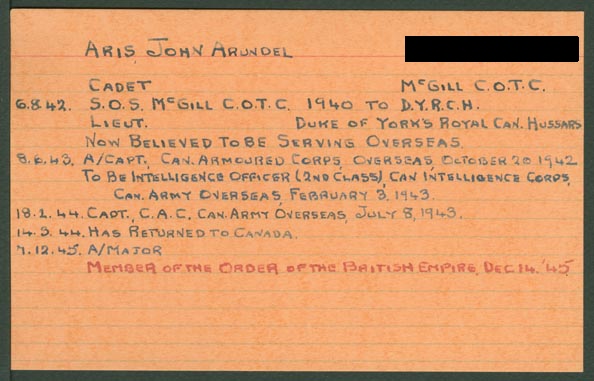 ARIS, JOHN ARUNDEL
CADET McGILL C.O.T.C.
6.8.42. S.O.S. McGILL C.O.T.C. 1940 TO D.Y.R.C.H.
LIEUT. DUKE OF YORK'S ROYAL CAN. HUSSARS
NOW BELIEVED TO BE SERVING OVERSEAS.
8.6.43. A/CAPT., CAN. ARMOURED CORPS, OVERSEAS, OCTOBER 20 1942
TO BE INTELLIGENCE OFFICER (2ND CLASS), CAN INTELLIGENCE CORPS,
CAN. ARMY OVERSEAS, FEBRUARY 3, 1943.
18.2.44. CAPT., C.A.C., CAN. ARMY OVERSEAS, JULY 8, 1943.
14.3.44. HAS RETURNED TO CANADA.
7.12.45. A/MAJOR
MEMBER OF THE ORDER OF THE BRITISH EMPIRE, DEC 14. '45